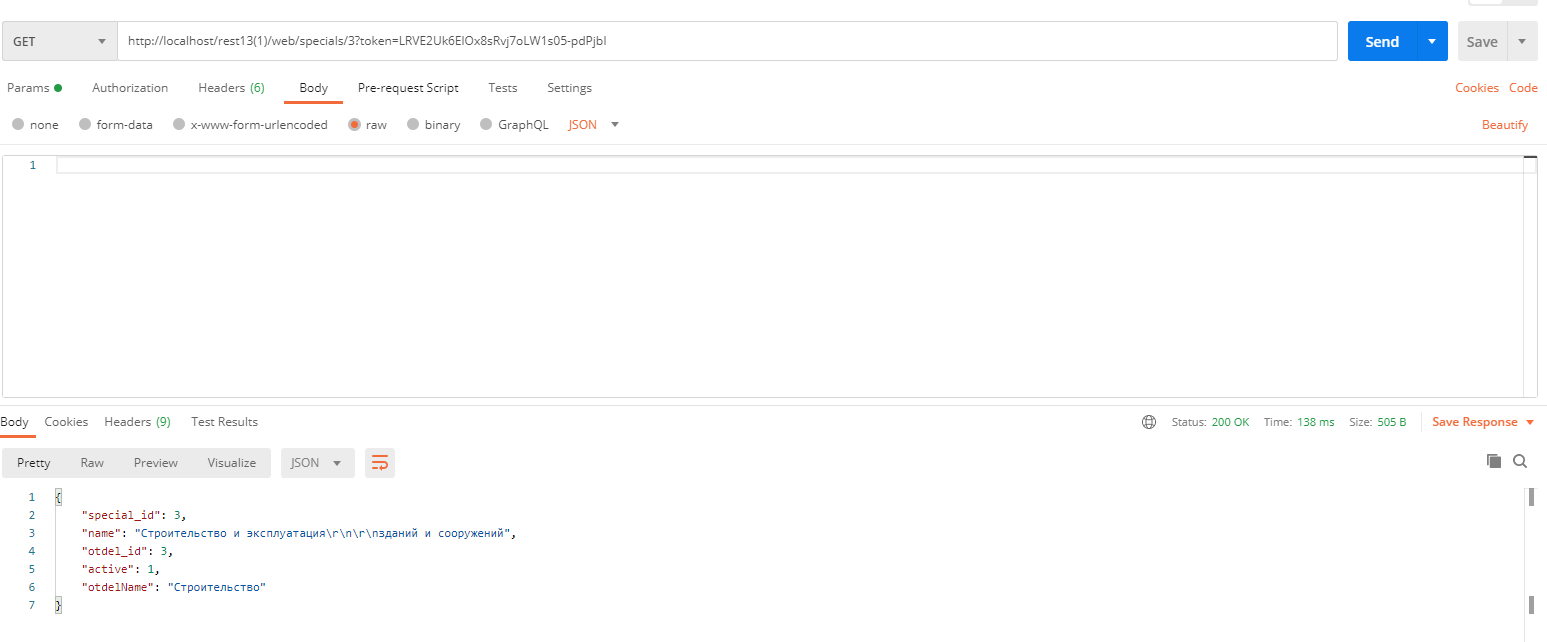 GET http://localhost/rest13(1)/web/specials/3?token=LRVE2Uk6EIOx8sRvj7oLW1s05-pdPjbI Send Save
Params Authorization Headers (6) Body Pre-request Script Tests Settings Cookies Code
none form-data x-www-form-urlencoded raw binary GraphQL JSON Beautify
1
Body Cookies Headers (9) Test Results Status: 200 OK Time: 138 ms Size: 505 B Save Response
Pretty Raw Preview Visualize JSON
1 {
2 "special_id": 3,
3 "name": "Строительство и эксплуатация\r\n\r\nзданий и сооружений",
4 "otdel_id": 3,
5 "active": 1,
6 "otdelName": "Строительство"
7 }